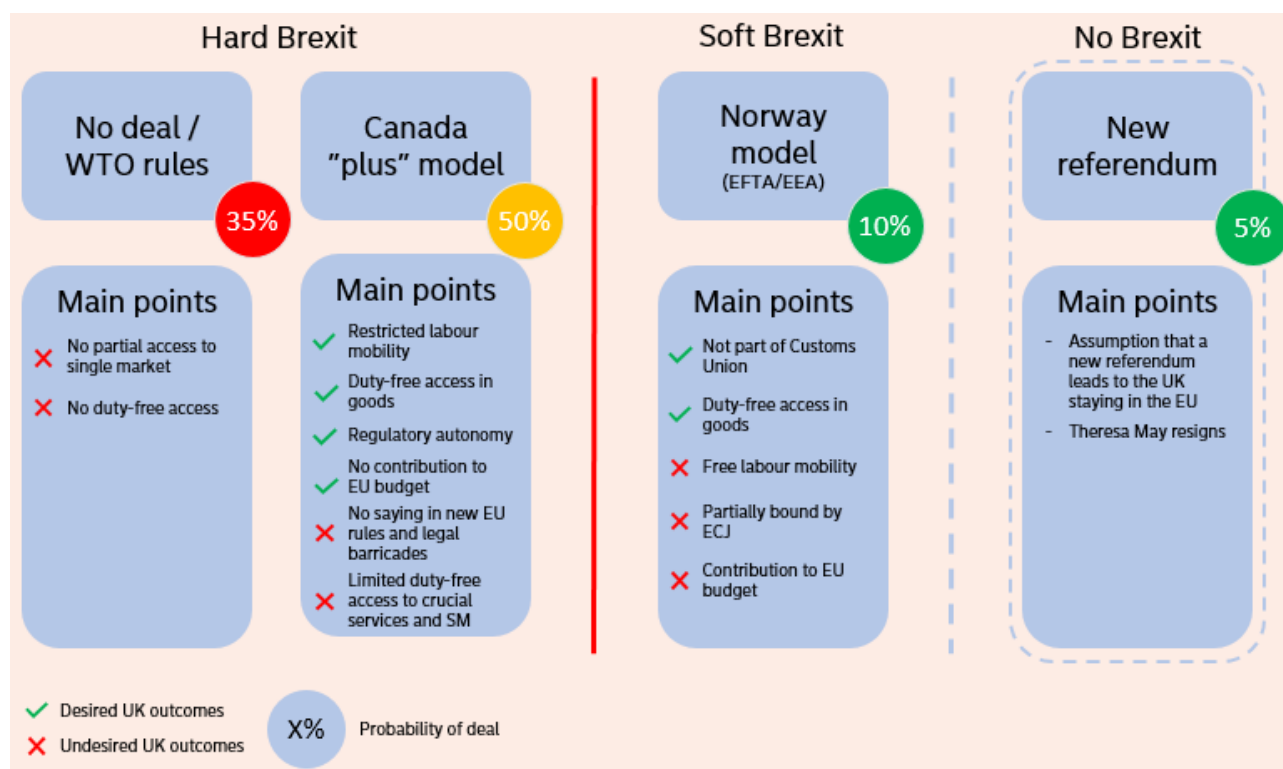 Hard Brexit
Soft Brexit
No Brexit
No deal /
WTO rules
35%
Canada
”plus” model
50%
Norway
model
(EFTA/EEA)
10%
New
referendum
5%
Main points
No partial access to
single market
No duty-free access
Main points
Restricted labour
mobility
Duty-free access in
goods
Regulatory autonomy
No contribution to
EU budget
No saying in new EU
rules and legal
barricades
Limited duty-free
access to crucial
services and SM
Main points
Not part of Customs
Union
Duty-free access in
goods
Free labour mobility
Partially bound by
ECJ
Contribution to EU
budget
Main points
- Assumption that a
new referendum
leads to the UK
staying in the EU
- Theresa May resigns
Desired UK outcomes
Undesired UK outcomes
X%
Probability of deal